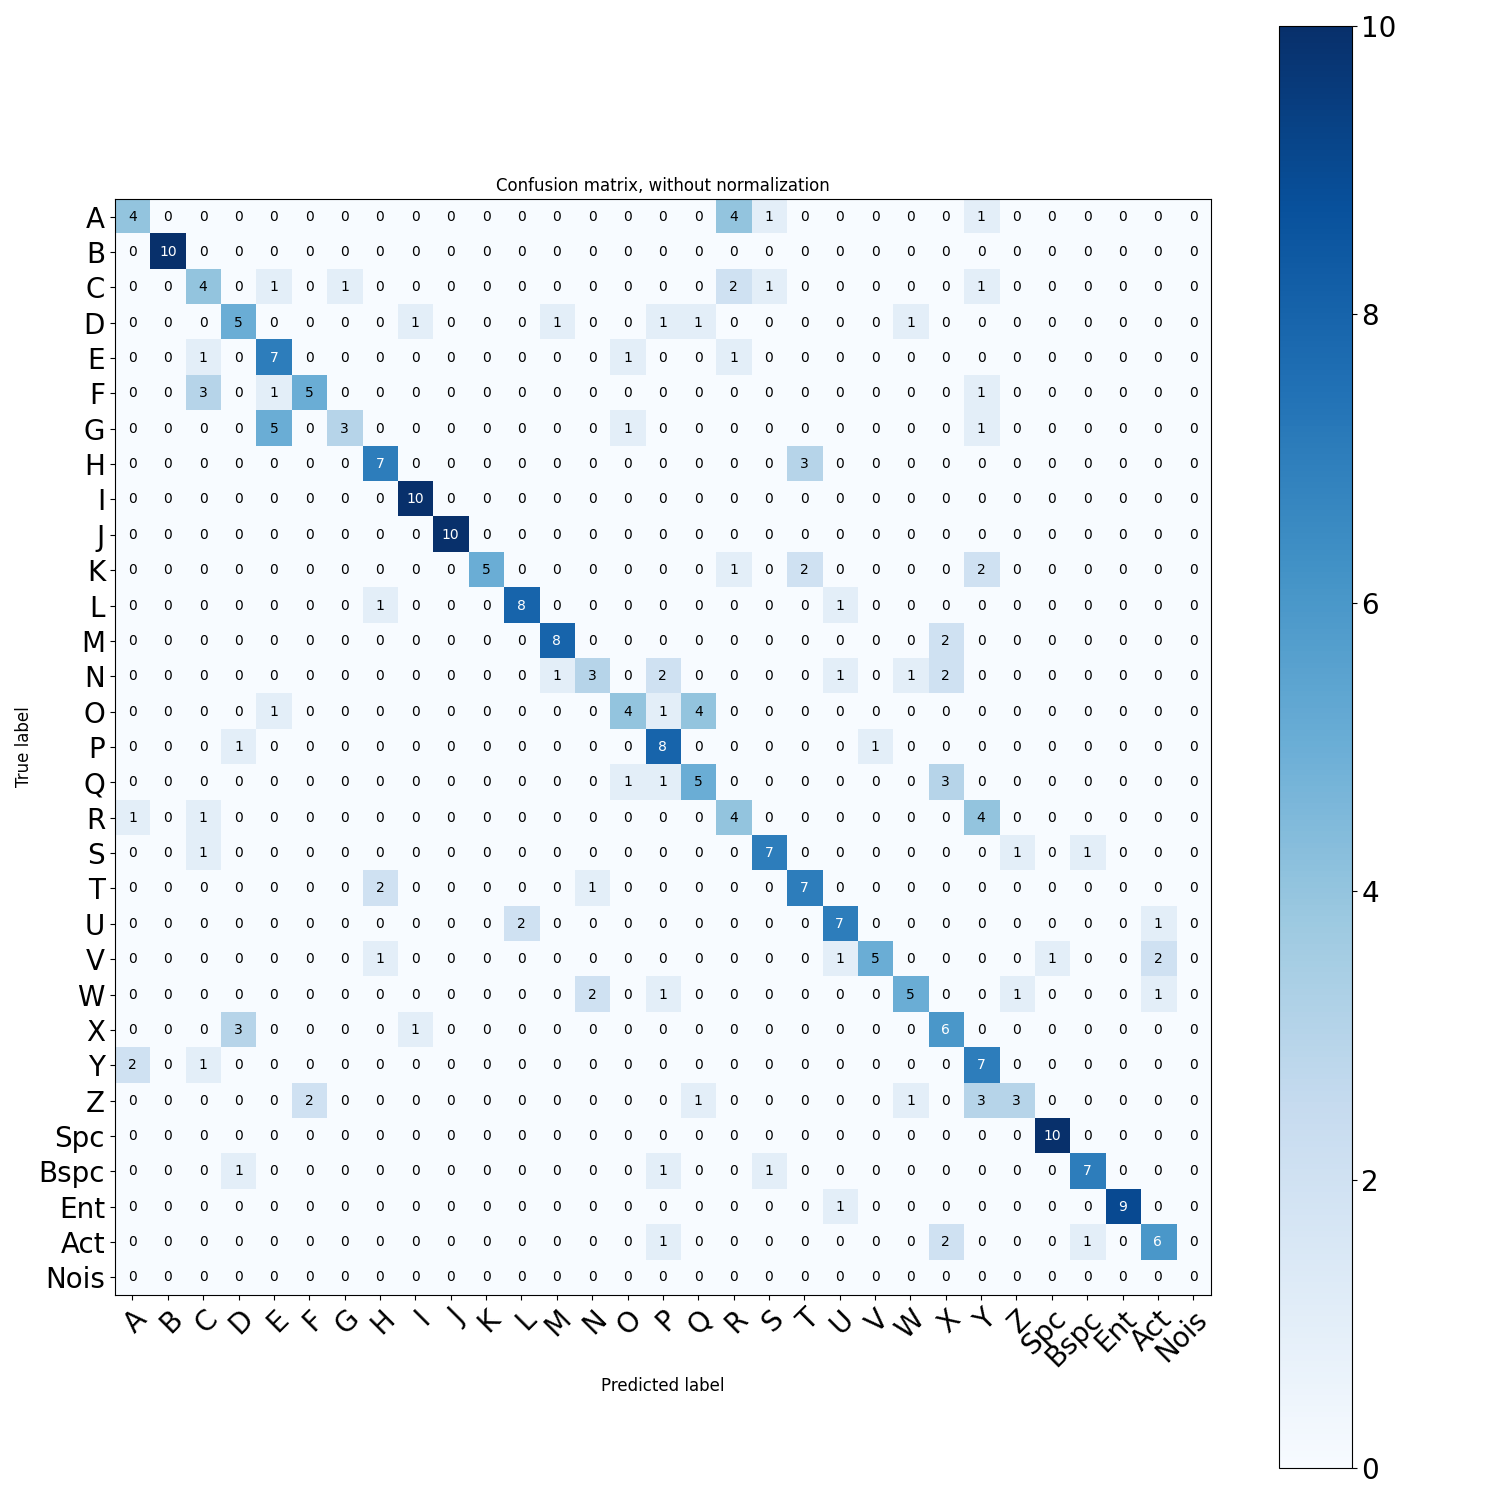 Confusion matrix, without normalization
A 4 0 0 0 0 0 0 0 0 0 0 0 0 0 0 0 0 4 1 0 0 0 0 0 1 0 0 0 0 0 0
B 0 10 0 0 0 0 0 0 0 0 0 0 0 0 0 0 0 0 0 0 0 0 0 0 0 0 0 0 0 0 0
C 0 0 4 0 1 0 1 0 0 0 0 0 0 0 0 0 0 2 1 0 0 0 0 0 1 0 0 0 0 0 0
D 0 0 0 5 0 0 0 0 1 0 0 0 1 0 0 1 1 0 0 0 0 0 1 0 0 0 0 0 0 0 0
E 0 0 1 0 7 0 0 0 0 0 0 0 0 0 1 0 0 1 0 0 0 0 0 0 0 0 0 0 0 0 0
F 0 0 3 0 1 5 0 0 0 0 0 0 0 0 0 0 0 0 0 0 0 0 0 0 1 0 0 0 0 0 0
G 0 0 0 0 5 0 3 0 0 0 0 0 0 0 1 0 0 0 0 0 0 0 0 0 1 0 0 0 0 0 0
H 0 0 0 0 0 0 0 7 0 0 0 0 0 0 0 0 0 0 0 3 0 0 0 0 0 0 0 0 0 0 0
I 0 0 0 0 0 0 0 0 10 0 0 0 0 0 0 0 0 0 0 0 0 0 0 0 0 0 0 0 0 0 0
J 0 0 0 0 0 0 0 0 0 10 0 0 0 0 0 0 0 0 0 0 0 0 0 0 0 0 0 0 0 0 0
K 0 0 0 0 0 0 0 0 0 0 5 0 0 0 0 0 0 1 0 2 0 0 0 0 2 0 0 0 0 0 0
L 0 0 0 0 0 0 0 1 0 0 0 8 0 0 0 0 0 0 0 0 1 0 0 0 0 0 0 0 0 0 0
M 0 0 0 0 0 0 0 0 0 0 0 0 8 0 0 0 0 0 0 0 0 0 0 2 0 0 0 0 0 0 0
N 0 0 0 0 0 0 0 0 0 0 0 0 1 3 0 2 0 0 0 0 1 0 1 2 0 0 0 0 0 0 0
O 0 0 0 0 1 0 0 0 0 0 0 0 0 0 4 1 4 0 0 0 0 0 0 0 0 0 0 0 0 0 0
P 0 0 0 1 0 0 0 0 0 0 0 0 0 0 0 8 0 0 0 0 0 1 0 0 0 0 0 0 0 0 0
Q 0 0 0 0 0 0 0 0 0 0 0 0 0 0 1 1 5 0 0 0 0 0 0 3 0 0 0 0 0 0 0
R 1 0 1 0 0 0 0 0 0 0 0 0 0 0 0 0 0 4 0 0 0 0 0 0 4 0 0 0 0 0 0
S 0 0 1 0 0 0 0 0 0 0 0 0 0 0 0 0 0 0 7 0 0 0 0 0 0 1 0 1 0 0 0
T 0 0 0 0 0 0 0 2 0 0 0 0 0 1 0 0 0 0 0 7 0 0 0 0 0 0 0 0 0 0 0
U 0 0 0 0 0 0 0 0 0 0 0 2 0 0 0 0 0 0 0 0 7 0 0 0 0 0 0 0 0 1 0
V 0 0 0 0 0 0 0 1 0 0 0 0 0 0 0 0 0 0 0 0 1 5 0 0 0 0 1 0 0 2 0
W 0 0 0 0 0 0 0 0 0 0 0 0 0 2 0 1 0 0 0 0 0 0 5 0 0 1 0 0 0 1 0
X 0 0 0 3 0 0 0 0 1 0 0 0 0 0 0 0 0 0 0 0 0 0 0 6 0 0 0 0 0 0 0
Y 2 0 1 0 0 0 0 0 0 0 0 0 0 0 0 0 0 0 0 0 0 0 0 0 7 0 0 0 0 0 0
Z 0 0 0 0 0 2 0 0 0 0 0 0 0 0 0 0 1 0 0 0 0 0 1 0 3 3 0 0 0 0 0
Spc 0 0 0 0 0 0 0 0 0 0 0 0 0 0 0 0 0 0 0 0 0 0 0 0 0 0 10 0 0 0 0
Bspc 0 0 0 1 0 0 0 0 0 0 0 0 0 0 0 1 0 0 1 0 0 0 0 0 0 0 0 7 0 0 0
Ent 0 0 0 0 0 0 0 0 0 0 0 0 0 0 0 0 0 0 0 0 1 0 0 0 0 0 0 0 9 0 0
Act 0 0 0 0 0 0 0 0 0 0 0 0 0 0 0 1 0 0 0 0 0 0 0 2 0 0 0 1 0 6 0
Nois 0 0 0 0 0 0 0 0 0 0 0 0 0 0 0 0 0 0 0 0 0 0 0 0 0 0 0 0 0 0 0
A B C D E F G H I J K L M N O P Q R S T U V W X Y Z Spc Bspc Ent Act Nois
Predicted label
True label
10
8
6
4
2
0